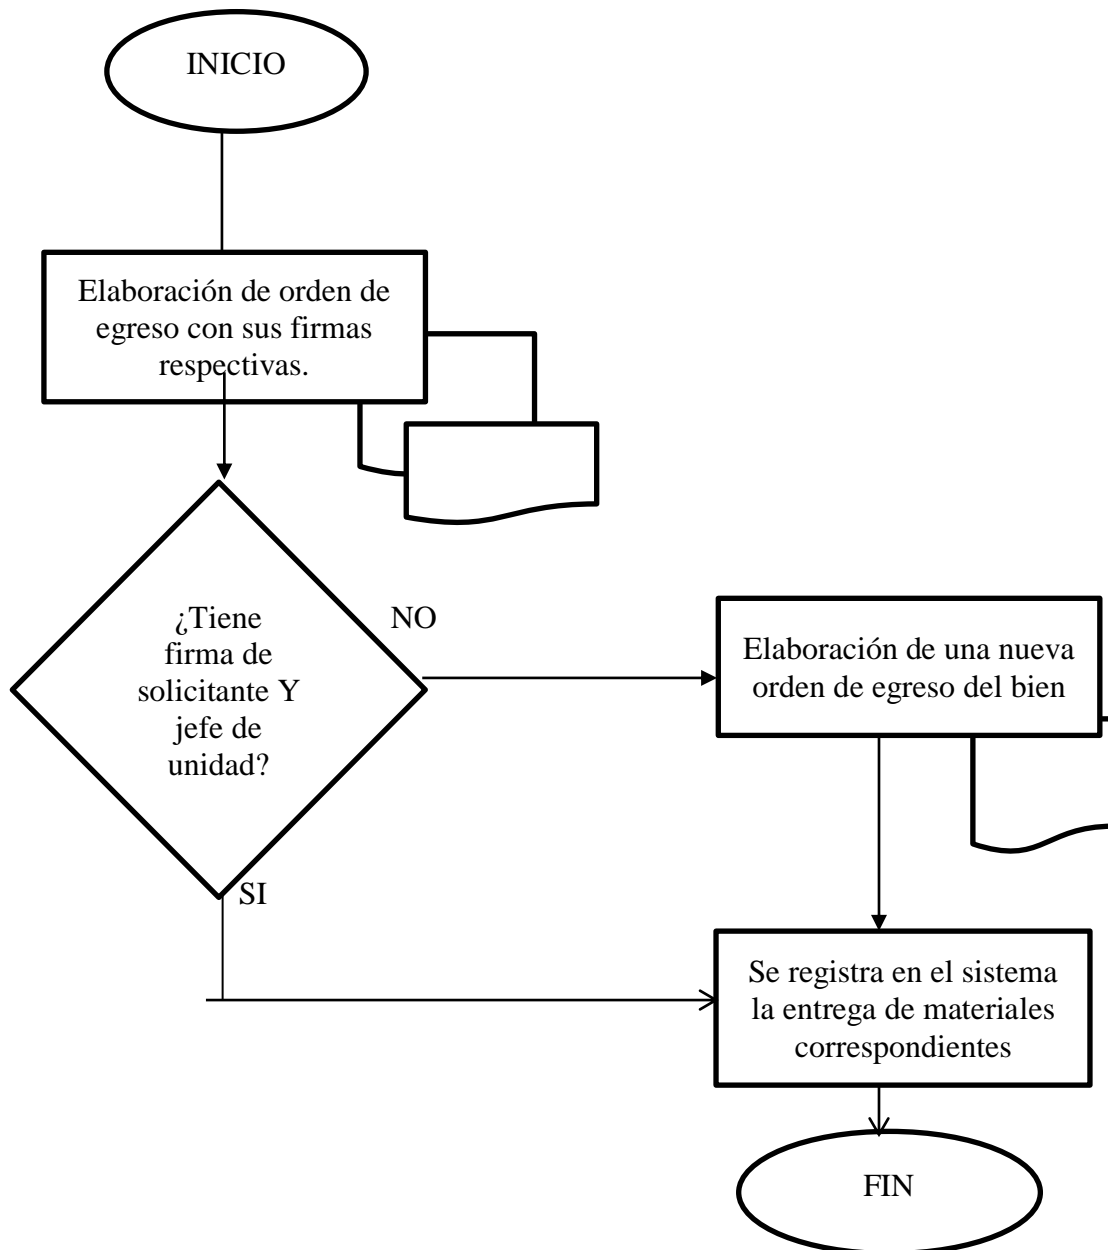 INICIO
Elaboración de orden de
egreso con sus firmas
respectivas.
¿Tiene
firma de
solicitante Y
jefe de
unidad?
NO
Elaboración de una nueva
orden de egreso del bien
SI
Se registra en el sistema
la entrega de materiales
correspondientes
FIN